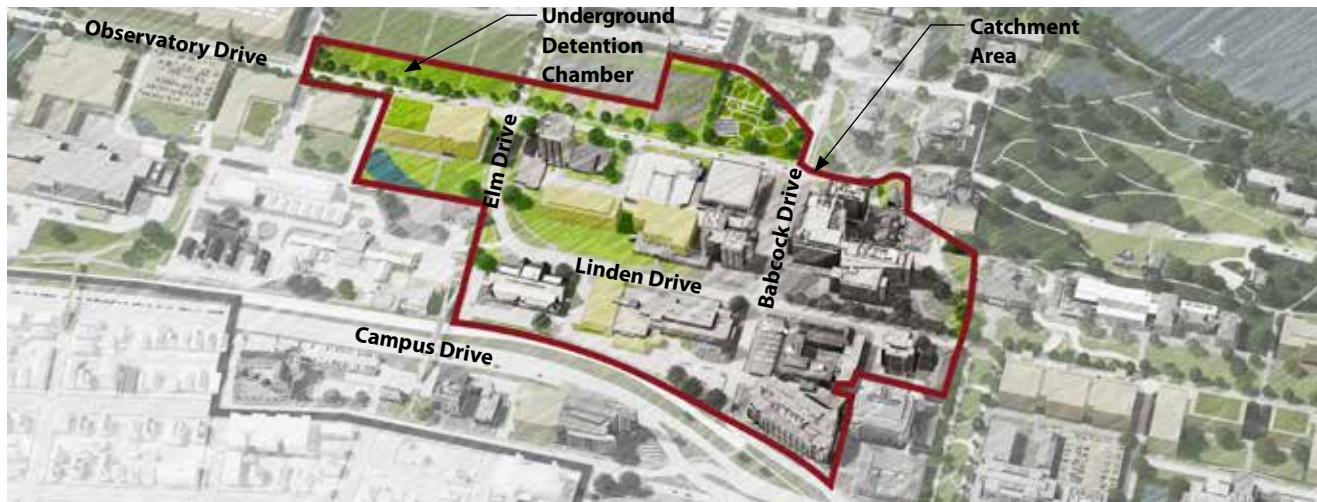 Underground
Detention
Chamber
Catchment
Area
Observatory Drive
Elm Drive
Babcock Drive
Linden Drive
Campus Drive